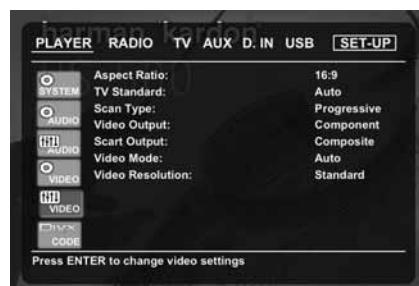 harman kardon
PLAYER RADIO TV AUX D. IN USB SET-UP
Aspect Ratio: 16:9
TV Standard: Auto
Scan Type: Progressive
Video Output: Component
Scart Output: Composite
Video Mode: Auto
Video Resolution: Standard
SYSTEM
AUDIO
AUDIO
VIDEO
VIDEO
DIVX
CODE
Press ENTER to change video settings